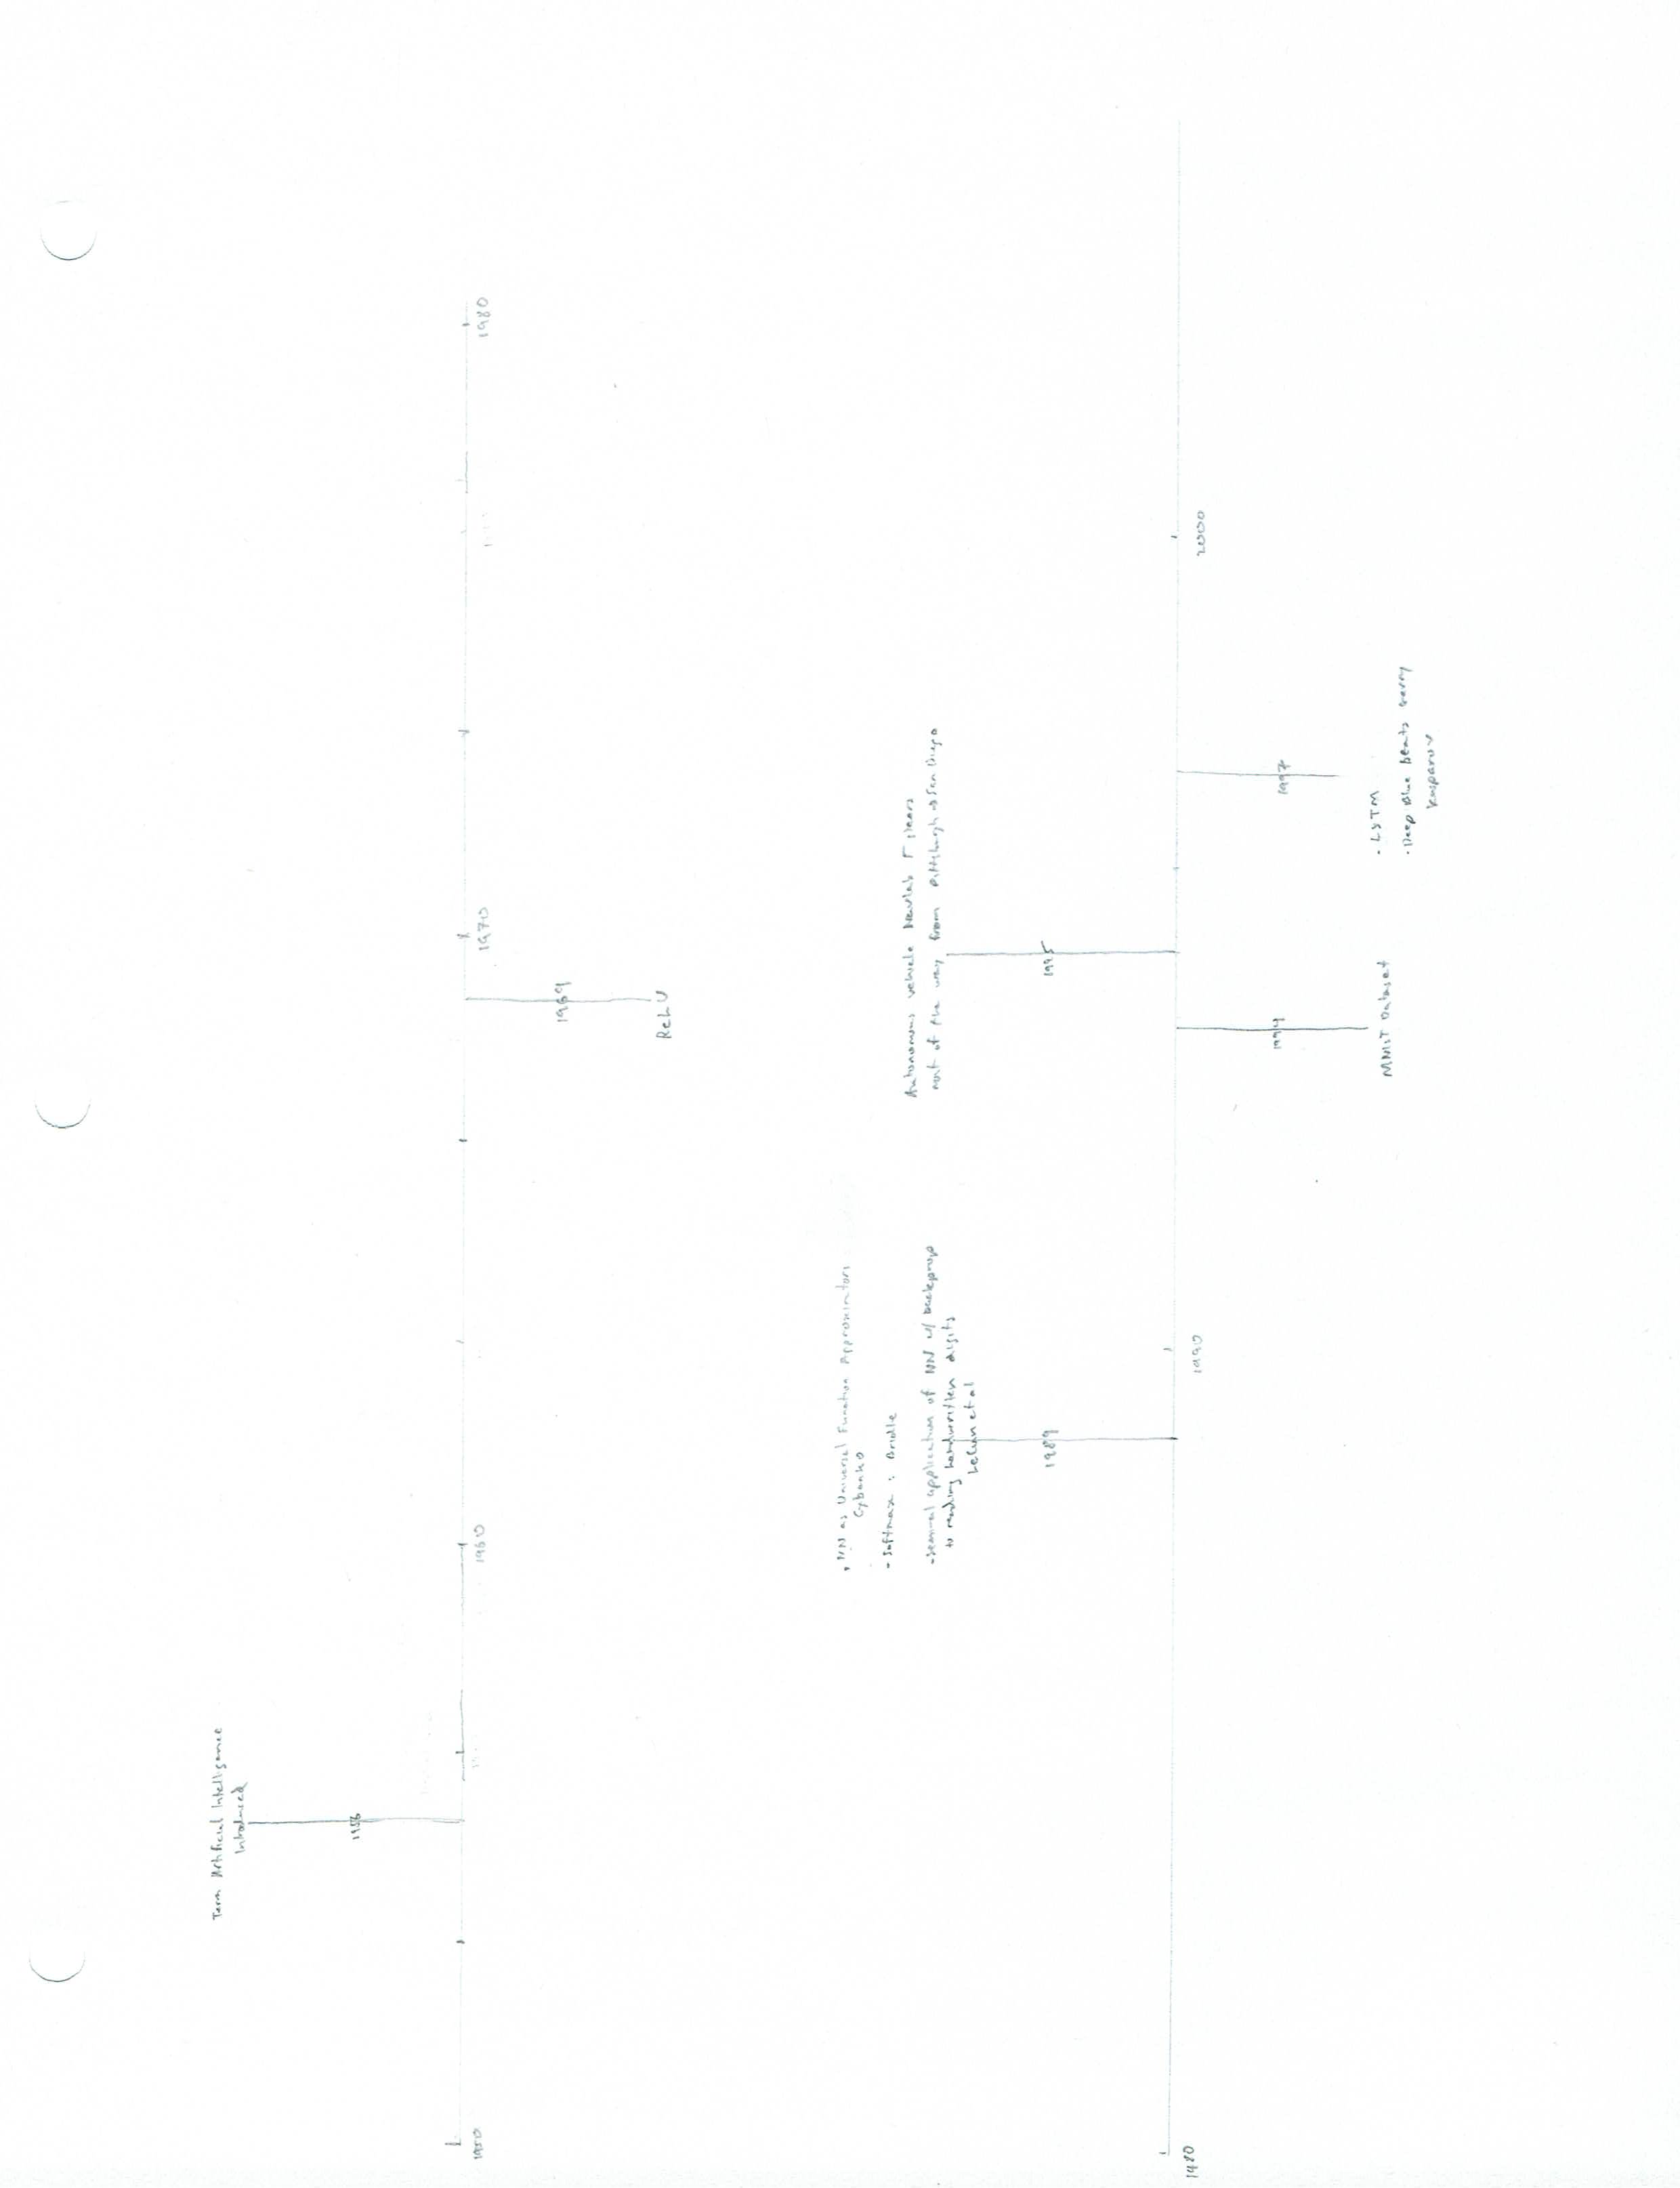 Term Artificial Intelligence
Introduced
1956
1950
1960
1970
1980
1969
ReLU
NN as Universal Function Approximators
Cybenko
- Softmax : Bridle
- Seminal application of NN w/ backprop
to reading handwritten digits
LeCun et al
Autonomous vehicle Navlab 5 steers
most of the way from Pittsburgh → San Diego
1989
1995
1980
1990
2000
1994
1997
MNIST Dataset
· LSTM
· Deep Blue beats Garry
Kasparov